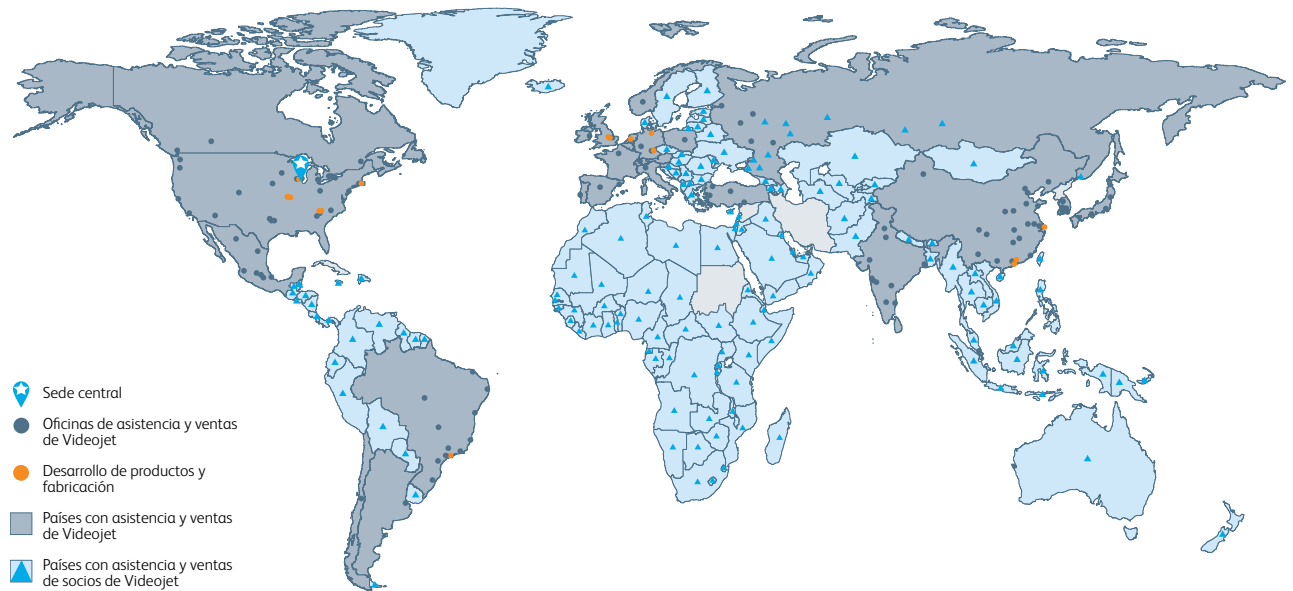 Sede central
Oficinas de asistencia y ventas
de Videojet
Desarrollo de productos y
fabricación
Países con asistencia y ventas
de Videojet
Países con asistencia y ventas
de socios de Videojet